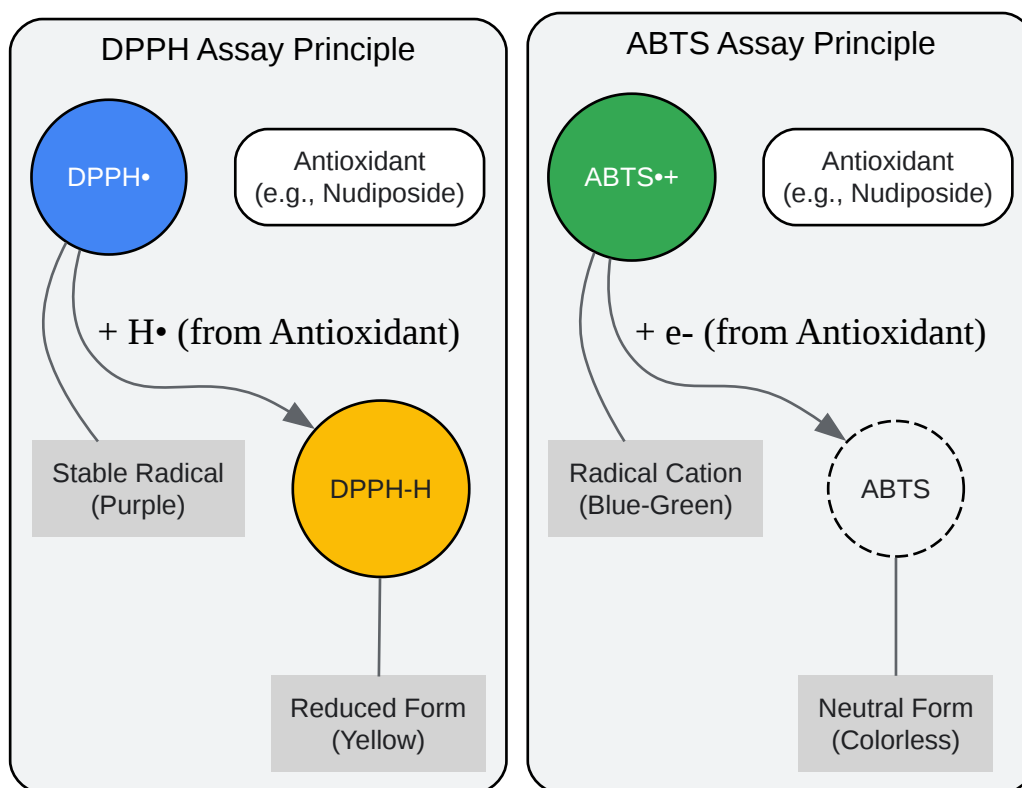 DPPH Assay Principle
DPPH•
Antioxidant
(e.g., Nudiposide)
+ H• (from Antioxidant)
Stable Radical
(Purple)
DPPH-H
Reduced Form
(Yellow)
ABTS Assay Principle
ABTS•+
Antioxidant
(e.g., Nudiposide)
+ e- (from Antioxidant)
Radical Cation
(Blue-Green)
ABTS
Neutral Form
(Colorless)